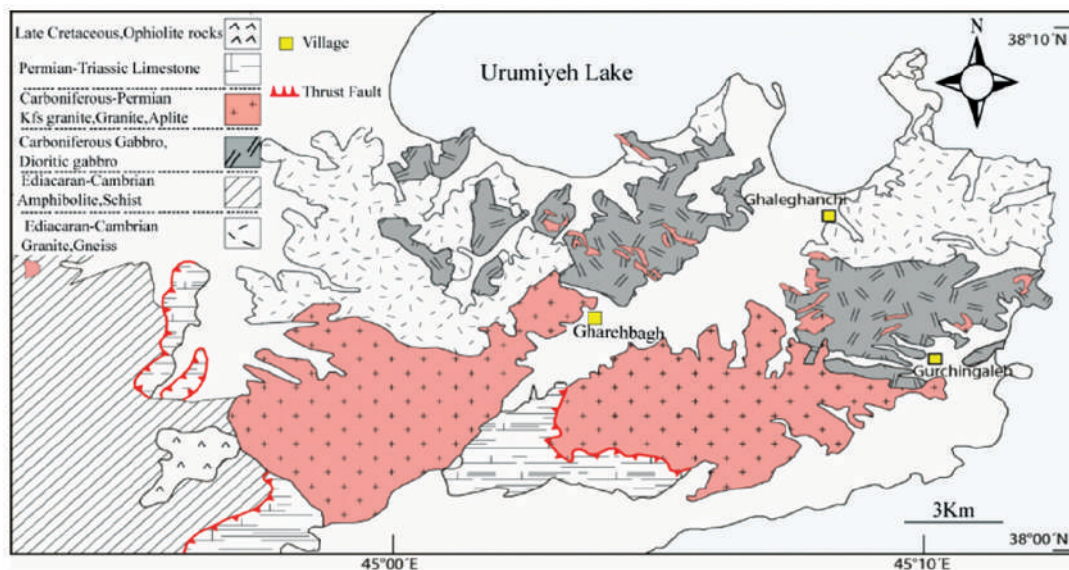 Late Cretaceous,Ophiolite rocks
Permian-Triassic Limestone
Carboniferous-Permian
Kfs granite,Granite,Aplite
Carboniferous Gabbro,
Dioritic gabbro
Ediacaran-Cambrian
Amphibolite,Schist
Ediacaran-Cambrian
Granite,Gneiss
Village
Thrust Fault
Urumiyeh Lake
N
38°10´
Ghaleghanchi
Gharehbagh
Gurchingaleh
3Km
38°00´N
45°00´E
45°10´E